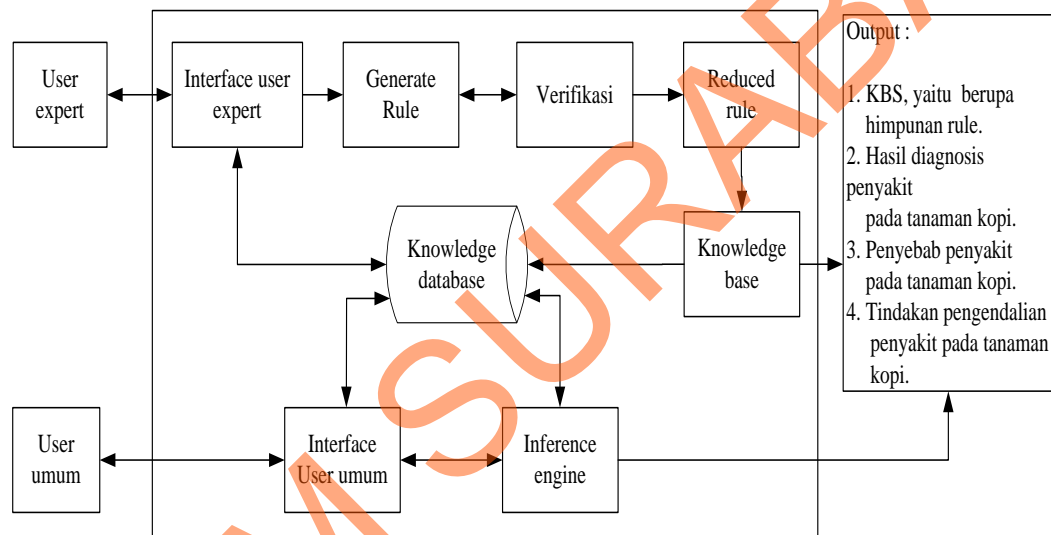 User
expert
Interface user
expert
Generate
Rule
Verifikasi
Reduced
rule
Output :
1. KBS, yaitu berupa
himpunan rule.
2. Hasil diagnosis
penyakit
pada tanaman kopi.
3. Penyebab penyakit
pada tanaman kopi.
4. Tindakan pengendalian
penyakit pada tanaman
kopi.
Knowledge
database
Knowledge
base
User
umum
Interface
User umum
Inference
engine
M SURABA